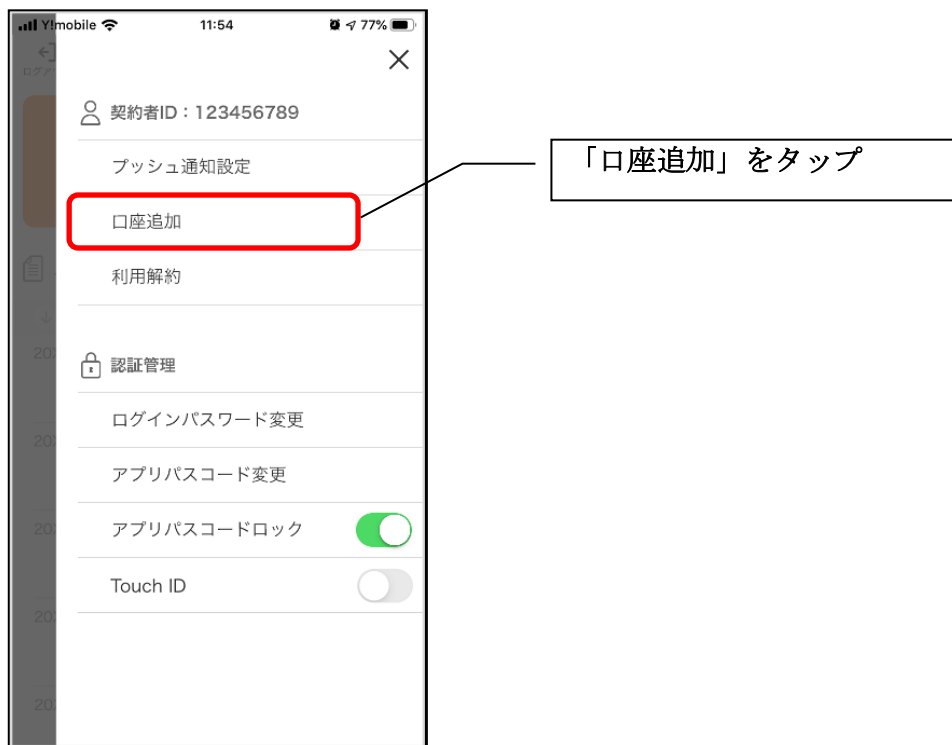 Y!mobile 11:54 77%
契約者ID：123456789
プッシュ通知設定
口座追加
「口座追加」をタップ
利用解約
認証管理
ログインパスワード変更
アプリパスコード変更
アプリパスコードロック
Touch ID